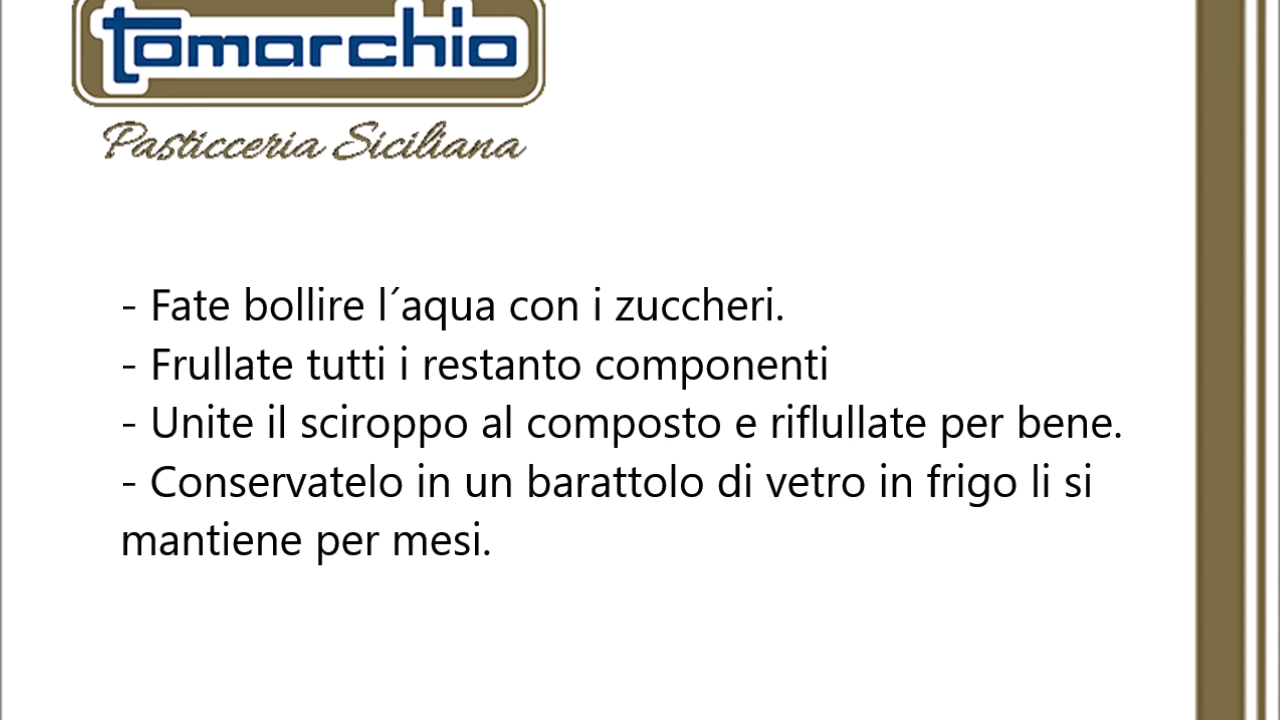 tomarchio
Pasticceria Siciliana
- Fate bollire l´aqua con i zuccheri.
- Frullate tutti i restanto componenti
- Unite il sciroppo al composto e riflullate per bene.
- Conservatelo in un barattolo di vetro in frigo li si
mantiene per mesi.